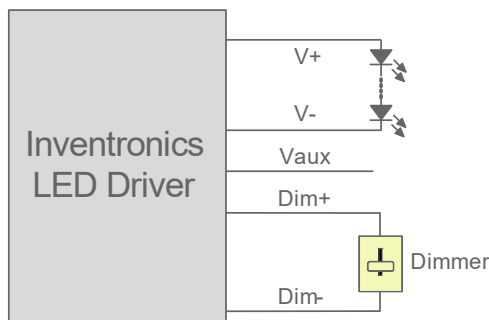 Inventronics
LED Driver
V+
V-
Vaux
Dim+
Dimmer
Dim-